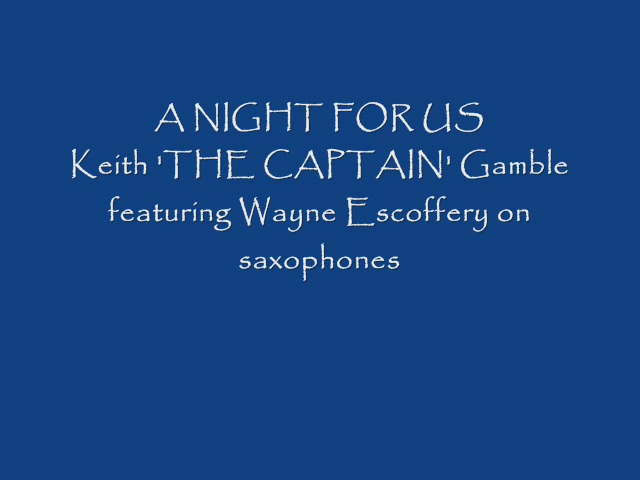 A NIGHT FOR US
Keith 'THE CAPTAIN' Gamble
featuring Wayne Escoffery on
saxophones